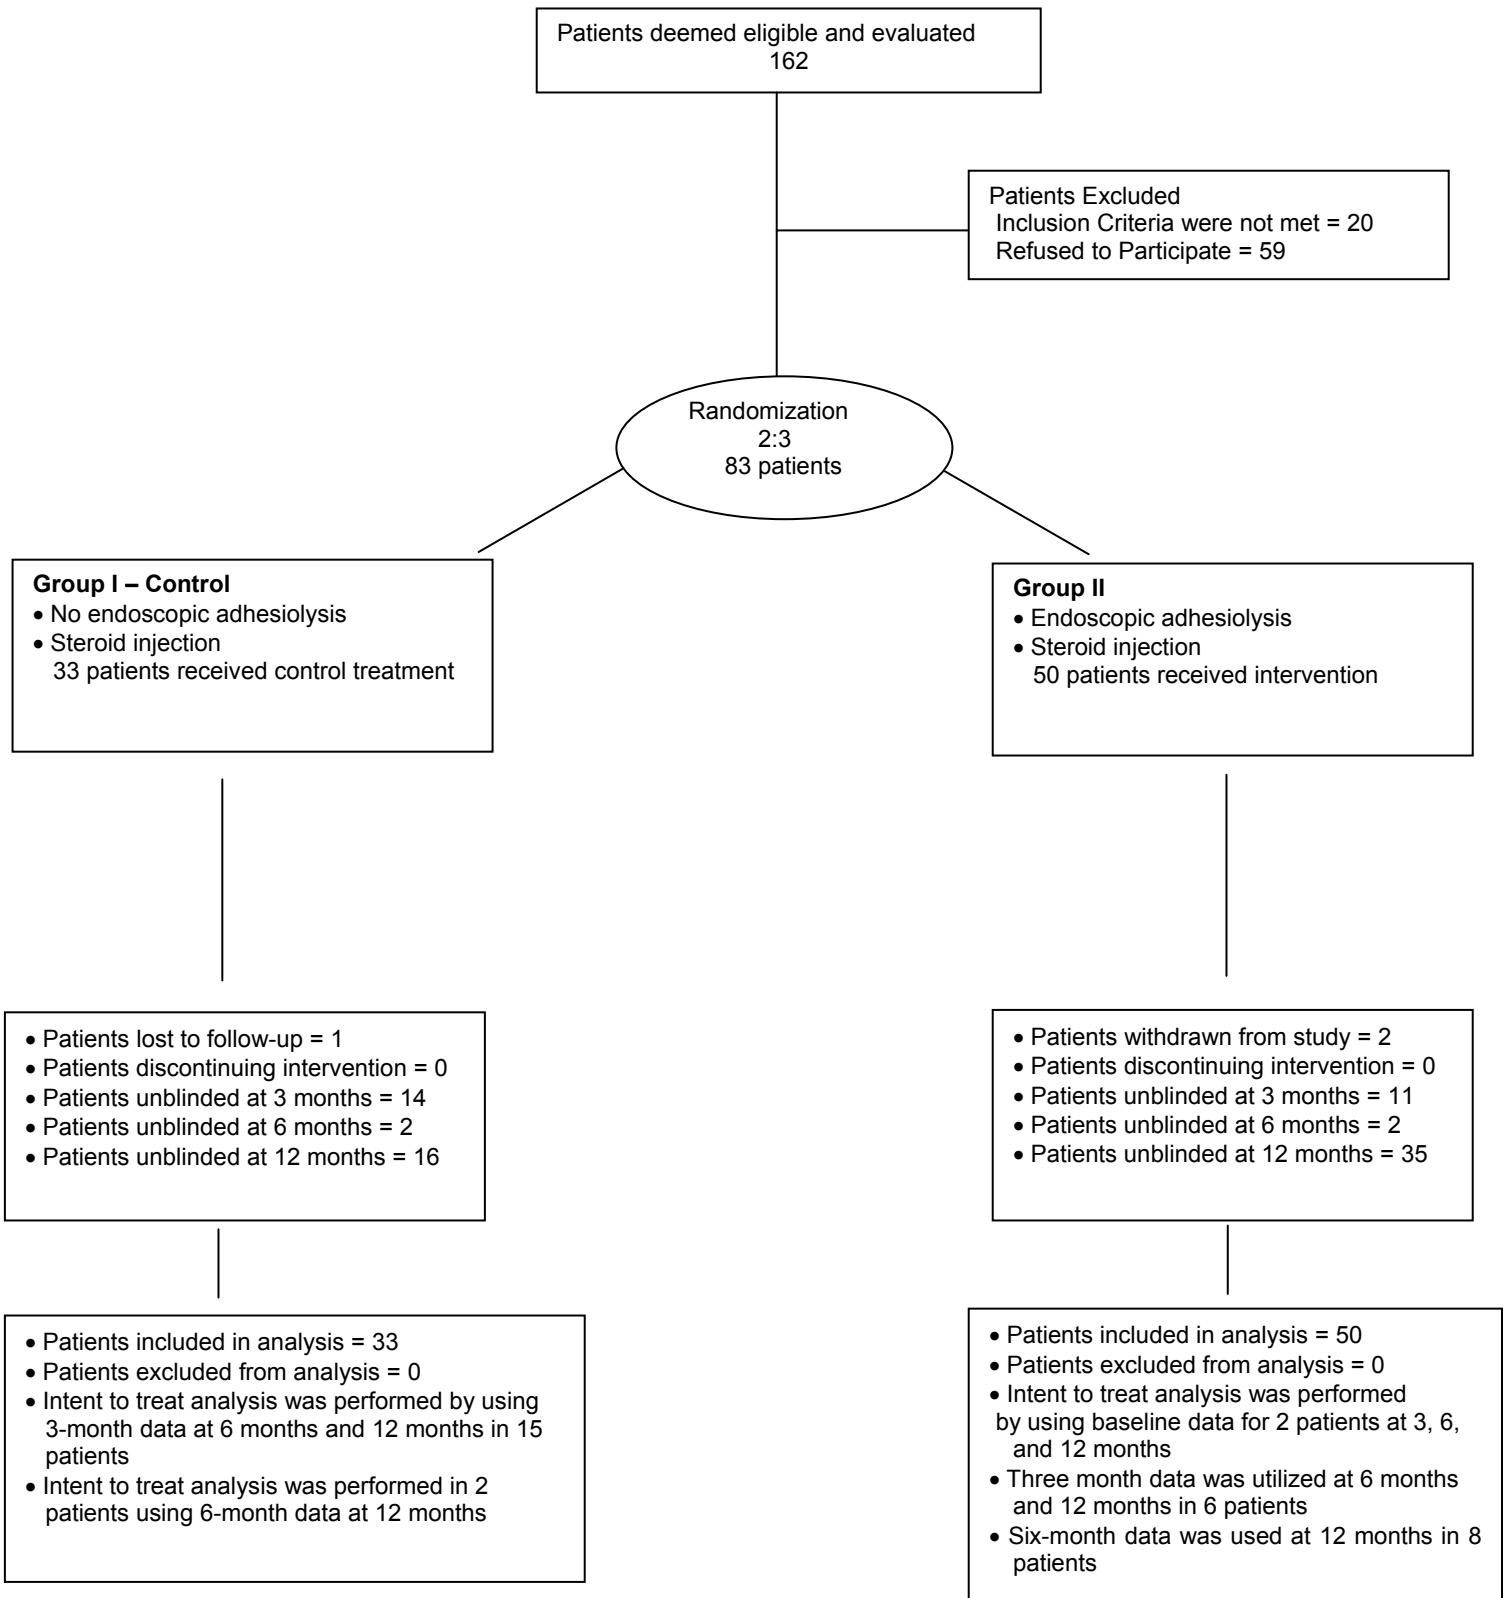 Patients deemed eligible and evaluated
162
Patients Excluded
Inclusion Criteria were not met = 20
Refused to Participate = 59
Randomization
2:3
83 patients
Group I – Control
• No endoscopic adhesiolysis
• Steroid injection
33 patients received control treatment
Group II
• Endoscopic adhesiolysis
• Steroid injection
50 patients received intervention
• Patients lost to follow-up = 1
• Patients discontinuing intervention = 0
• Patients unblinded at 3 months = 14
• Patients unblinded at 6 months = 2
• Patients unblinded at 12 months = 16
• Patients withdrawn from study = 2
• Patients discontinuing intervention = 0
• Patients unblinded at 3 months = 11
• Patients unblinded at 6 months = 2
• Patients unblinded at 12 months = 35
• Patients included in analysis = 33
• Patients excluded from analysis = 0
• Intent to treat analysis was performed by using
3-month data at 6 months and 12 months in 15
patients
• Intent to treat analysis was performed in 2
patients using 6-month data at 12 months
• Patients included in analysis = 50
• Patients excluded from analysis = 0
• Intent to treat analysis was performed
by using baseline data for 2 patients at 3, 6,
and 12 months
• Three month data was utilized at 6 months
and 12 months in 6 patients
• Six-month data was used at 12 months in 8
patients